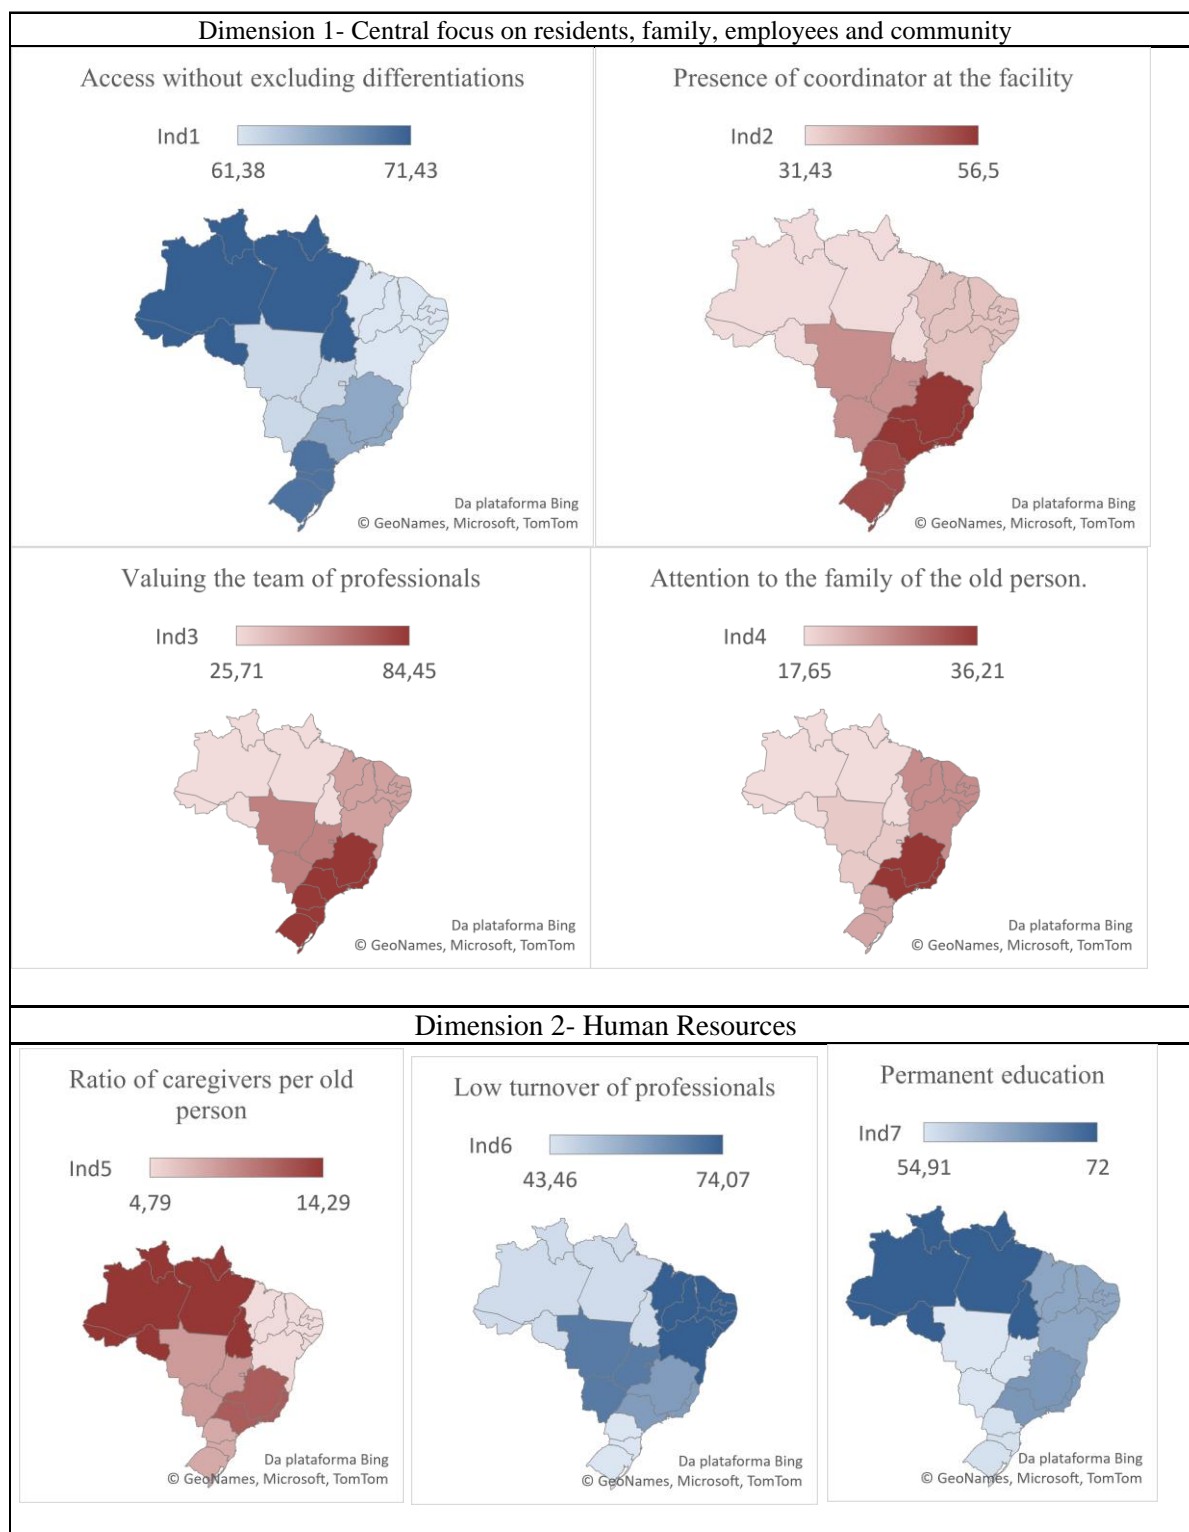 Dimension 1- Central focus on residents, family, employees and community
Access without excluding differentiations
Ind1
61,38 71,43
Da plataforma Bing
© GeoNames, Microsoft, TomTom
Presence of coordinator at the facility
Ind2
31,43 56,5
Da plataforma Bing
© GeoNames, Microsoft, TomTom
Valuing the team of professionals
Ind3
25,71 84,45
Da plataforma Bing
© GeoNames, Microsoft, TomTom
Attention to the family of the old person.
Ind4
17,65 36,21
Da plataforma Bing
© GeoNames, Microsoft, TomTom
Dimension 2- Human Resources
Ratio of caregivers per old
person
Ind5
4,79 14,29
Da plataforma Bing
© GeoNames, Microsoft, TomTom
Low turnover of professionals
Ind6
43,46 74,07
Da plataforma Bing
© GeoNames, Microsoft, TomTom
Permanent education
Ind7
54,91 72
Da plataforma Bing
© GeoNames, Microsoft, TomTom